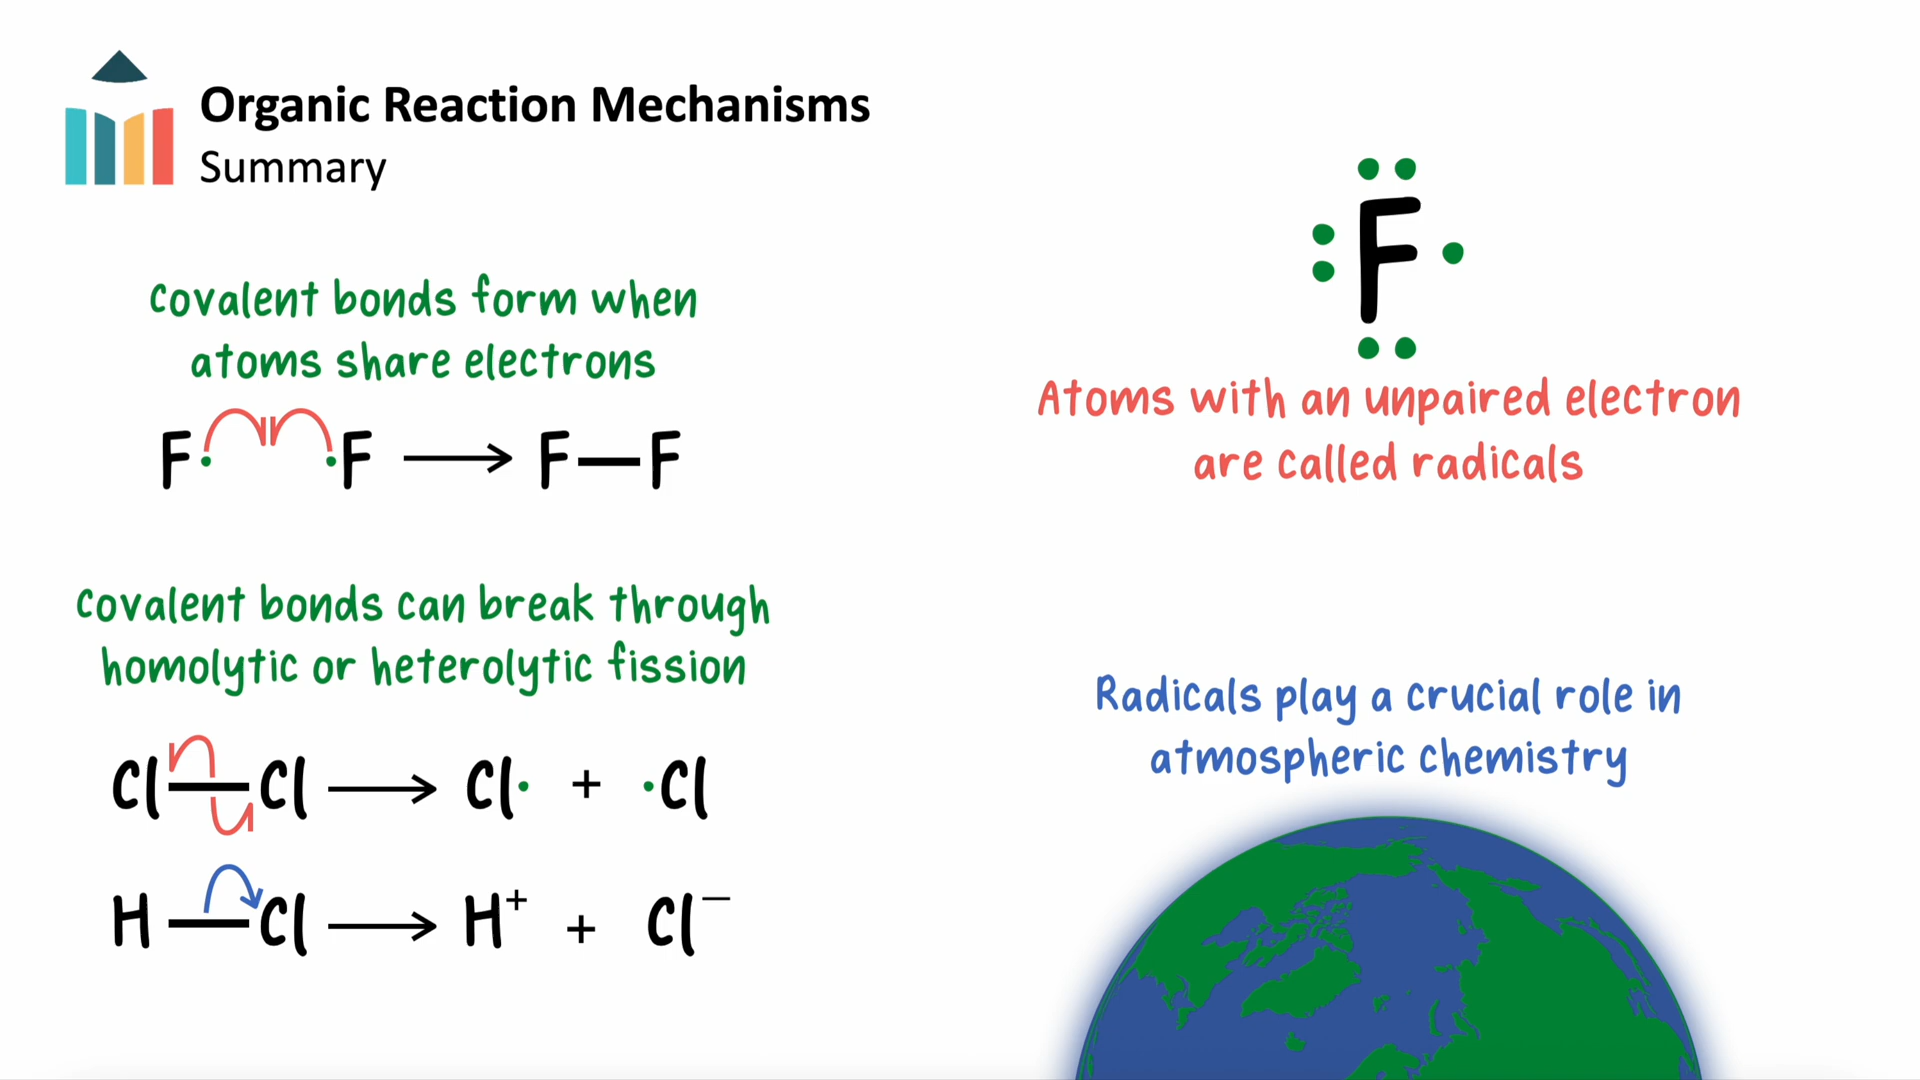 Organic Reaction Mechanisms
Summary
covalent bonds form when
atoms share electrons
F· ·F ⟶ F—F
covalent bonds can break through
homolytic or heterolytic fission
Cl—Cl ⟶ Cl· + ·Cl
H—Cl ⟶ H⁺ + Cl⁻
F
Atoms with an unpaired electron
are called radicals
Radicals play a crucial role in
atmospheric chemistry